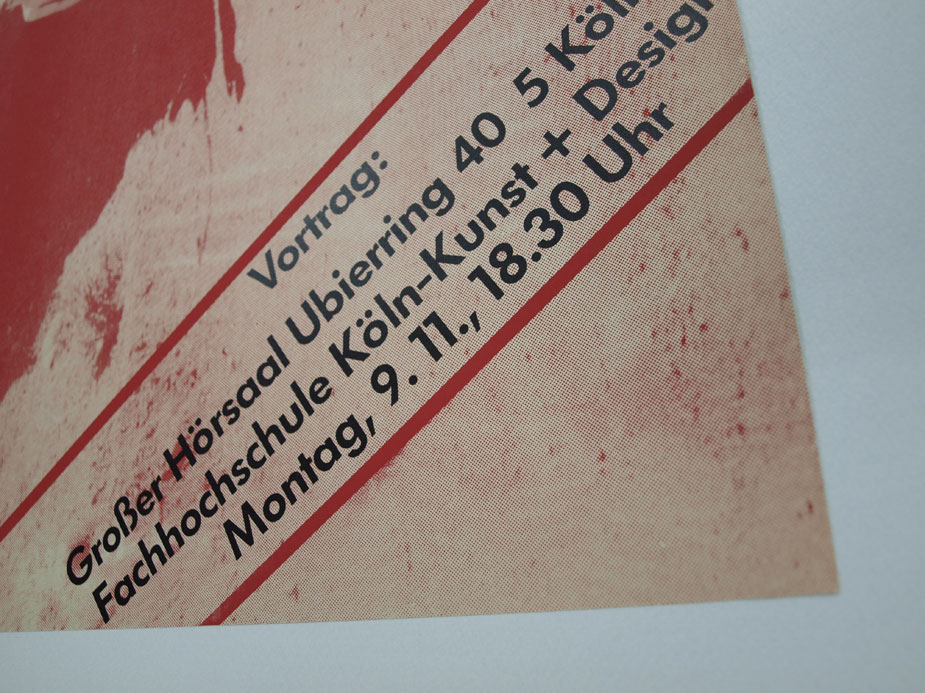 Vortrag:
Großer Hörsaal Ubierring 40 5 Köln
Fachhochschule Köln-Kunst + Design
Montag, 9. 11., 18.30 Uhr